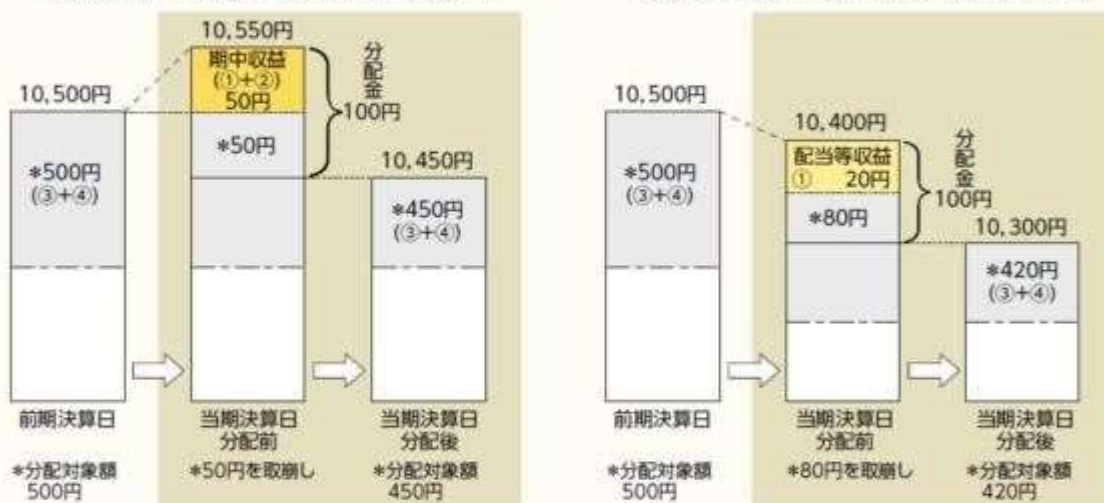 10,550円
期中収益
(①+②)
50円
分配金
100円
10,500円
*500円
(③+④)
*50円
10,450円
*450円
(③+④)
前期決算日
当期決算日
分配前
当期決算日
分配後
*分配対象額
500円
*50円を取崩し
*分配対象額
450円
10,500円
*500円
(③+④)
10,400円
配当等収益
① 20円
分配金
100円
*80円
10,300円
*420円
(③+④)
前期決算日
当期決算日
分配前
当期決算日
分配後
*分配対象額
500円
*80円を取崩し
*分配対象額
420円